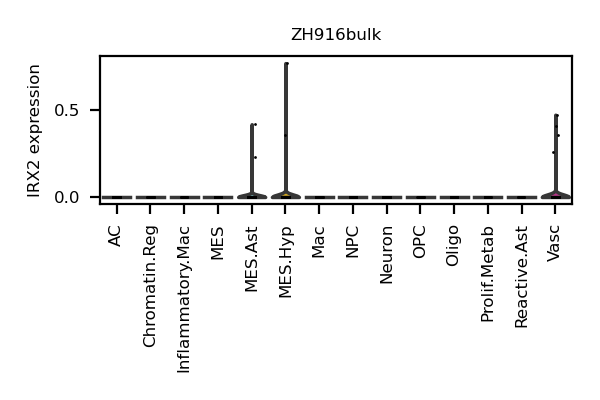 ZH916bulk
IRX2 expression
0.5
0.0
AC
Chromatin.Reg
Inflammatory.Mac
MES
MES.Ast
MES.Hyp
Mac
NPC
Neuron
OPC
Oligo
Prolif.Metab
Reactive.Ast
Vasc